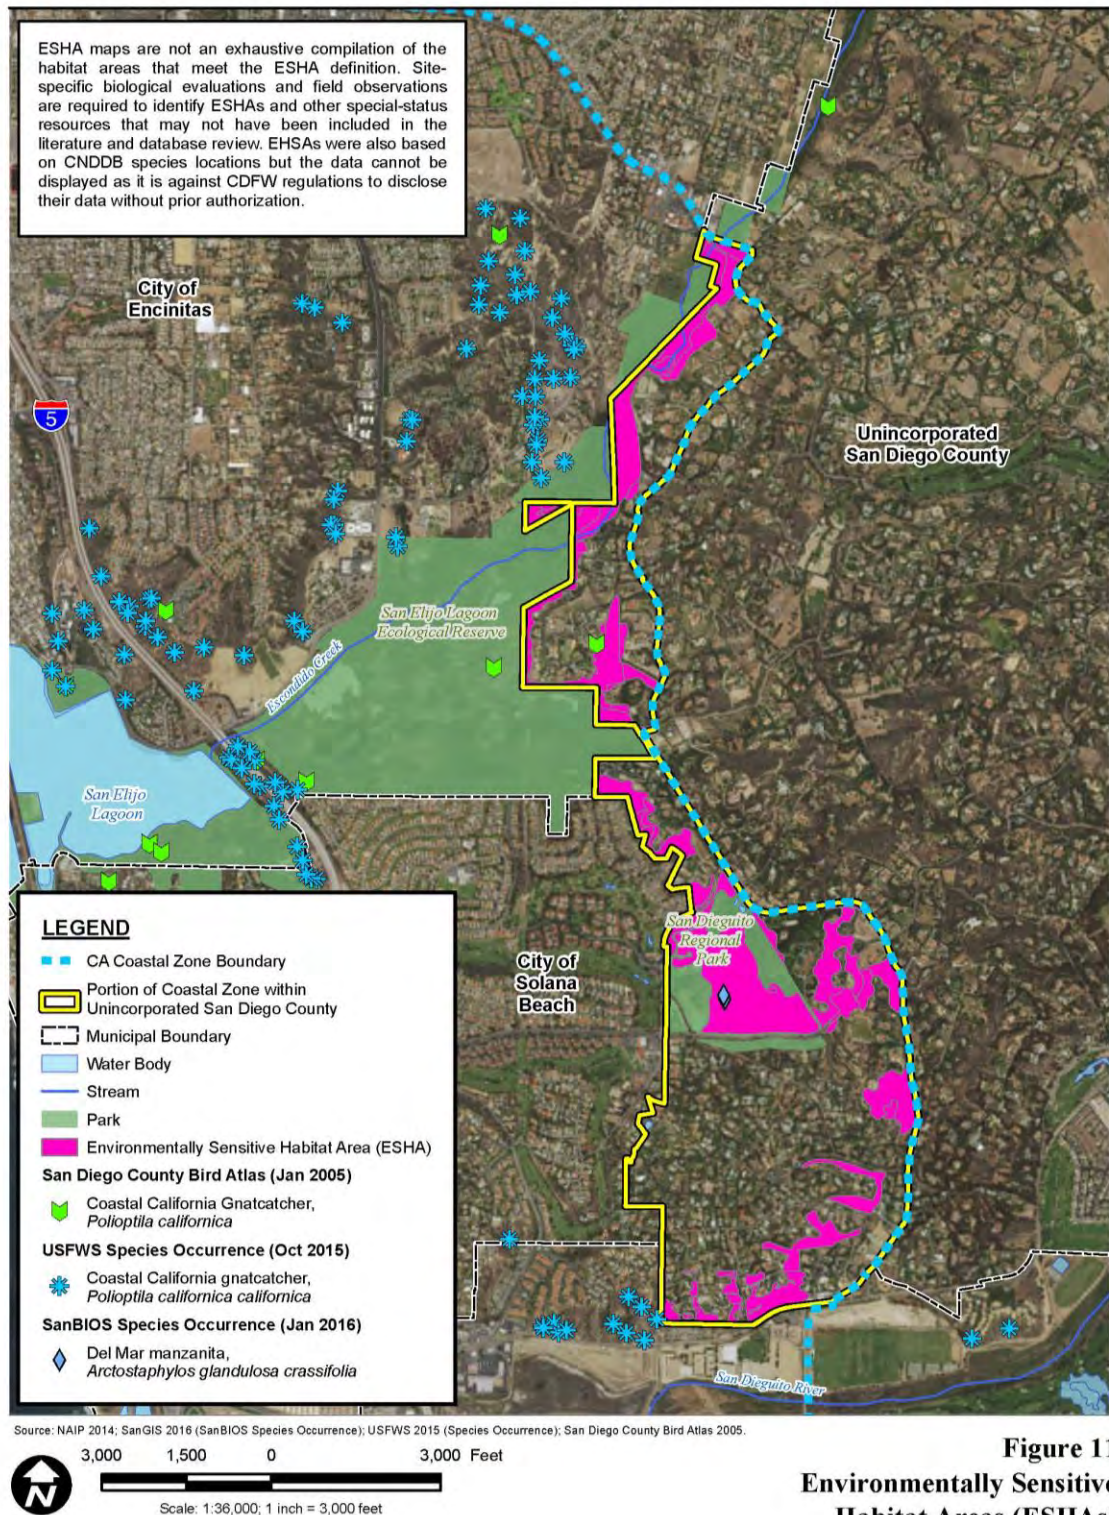 ESHA maps are not an exhaustive compilation of the
habitat areas that meet the ESHA definition. Site-
specific biological evaluations and field observations
are required to identify ESHAs and other special-status
resources that may not have been included in the
literature and database review. EHSAs were also based
on CNDDB species locations but the data cannot be
displayed as it is against CDFW regulations to disclose
their data without prior authorization.
City of
Encinitas
5
Unincorporated
San Diego County
San Elijo Lagoon
Ecological Reserve
Escondido Creek
San Elijo
Lagoon
San Dieguito
Regional
Park
City of
Solana
Beach
San Dieguito River
LEGEND
CA Coastal Zone Boundary
Portion of Coastal Zone within
Unincorporated San Diego County
Municipal Boundary
Water Body
Stream
Park
Environmentally Sensitive Habitat Area (ESHA)
San Diego County Bird Atlas (Jan 2005)
Coastal California Gnatcatcher,
Polioptila californica
USFWS Species Occurrence (Oct 2015)
Coastal California gnatcatcher,
Polioptila californica californica
SanBIOS Species Occurrence (Jan 2016)
Del Mar manzanita,
Arctostaphylos glandulosa crassifolia
Source: NAIP 2014; SanGIS 2016 (SanBIOS Species Occurrence); USFWS 2015 (Species Occurrence); San Diego County Bird Atlas 2005.
N
3,000 1,500 0 3,000 Feet
Scale: 1:36,000; 1 inch = 3,000 feet
Figure 11
Environmentally Sensitive
Habitat Areas (ESHAs)